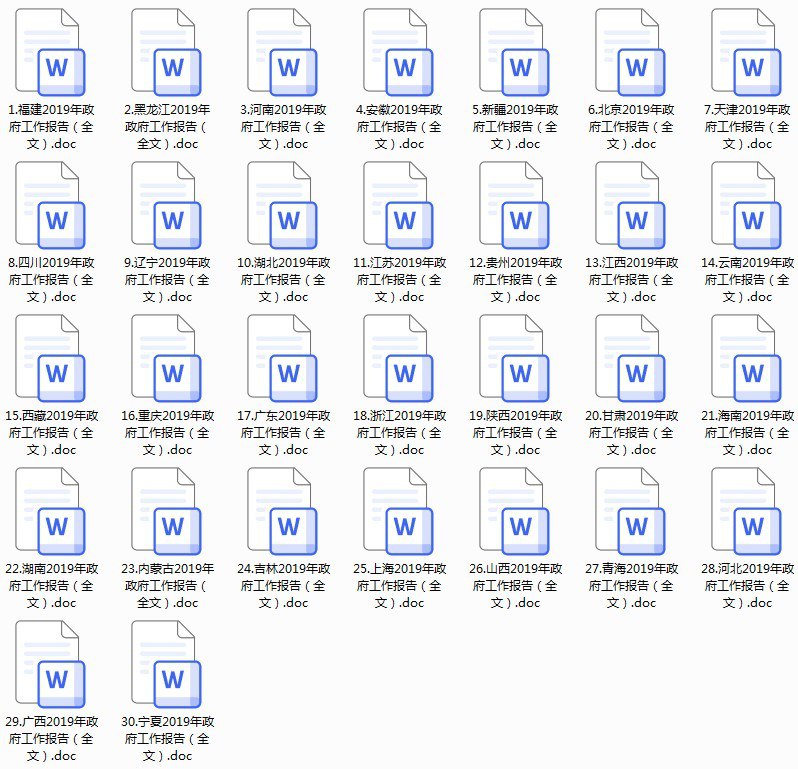 W W W W W W W
1.福建2019年政 2.黑龙江2019年 3.河南2019年政 4.安徽2019年政 5.新疆2019年政 6.北京2019年政 7.天津2019年政
府工作报告（全 政府工作报告（ 府工作报告（全 府工作报告（全 府工作报告（全 府工作报告（全 府工作报告（全
文）.doc 全文）.doc 文）.doc 文）.doc 文）.doc 文）.doc 文）.doc
W W W W W W W
8.四川2019年政 9.辽宁2019年政 10.湖北2019年政 11.江苏2019年政 12.贵州2019年政 13.江西2019年政 14.云南2019年政
府工作报告（全 府工作报告（全 府工作报告（全 府工作报告（全 府工作报告（全 府工作报告（全 府工作报告（全
文）.doc 文）.doc 文）.doc 文）.doc 文）.doc 文）.doc 文）.doc
W W W W W W W
15.西藏2019年政 16.重庆2019年政 17.广东2019年政 18.浙江2019年政 19.陕西2019年政 20.甘肃2019年政 21.海南2019年政
府工作报告（全 府工作报告（全 府工作报告（全 府工作报告（全 府工作报告（全 府工作报告（全 府工作报告（全
文）.doc 文）.doc 文）.doc 文）.doc 文）.doc 文）.doc 文）.doc
W W W W W W W
22.湖南2019年政 23.内蒙古2019年 24.吉林2019年政 25.上海2019年政 26.山西2019年政 27.青海2019年政 28.河北2019年政
府工作报告（全 政府工作报告（ 府工作报告（全 府工作报告（全 府工作报告（全 府工作报告（全 府工作报告（全
文）.doc 全文）.doc 文）.doc 文）.doc 文）.doc 文）.doc 文）.doc
W W
29.广西2019年政 30.宁夏2019年政
府工作报告（全 府工作报告（全
文）.doc 文）.doc